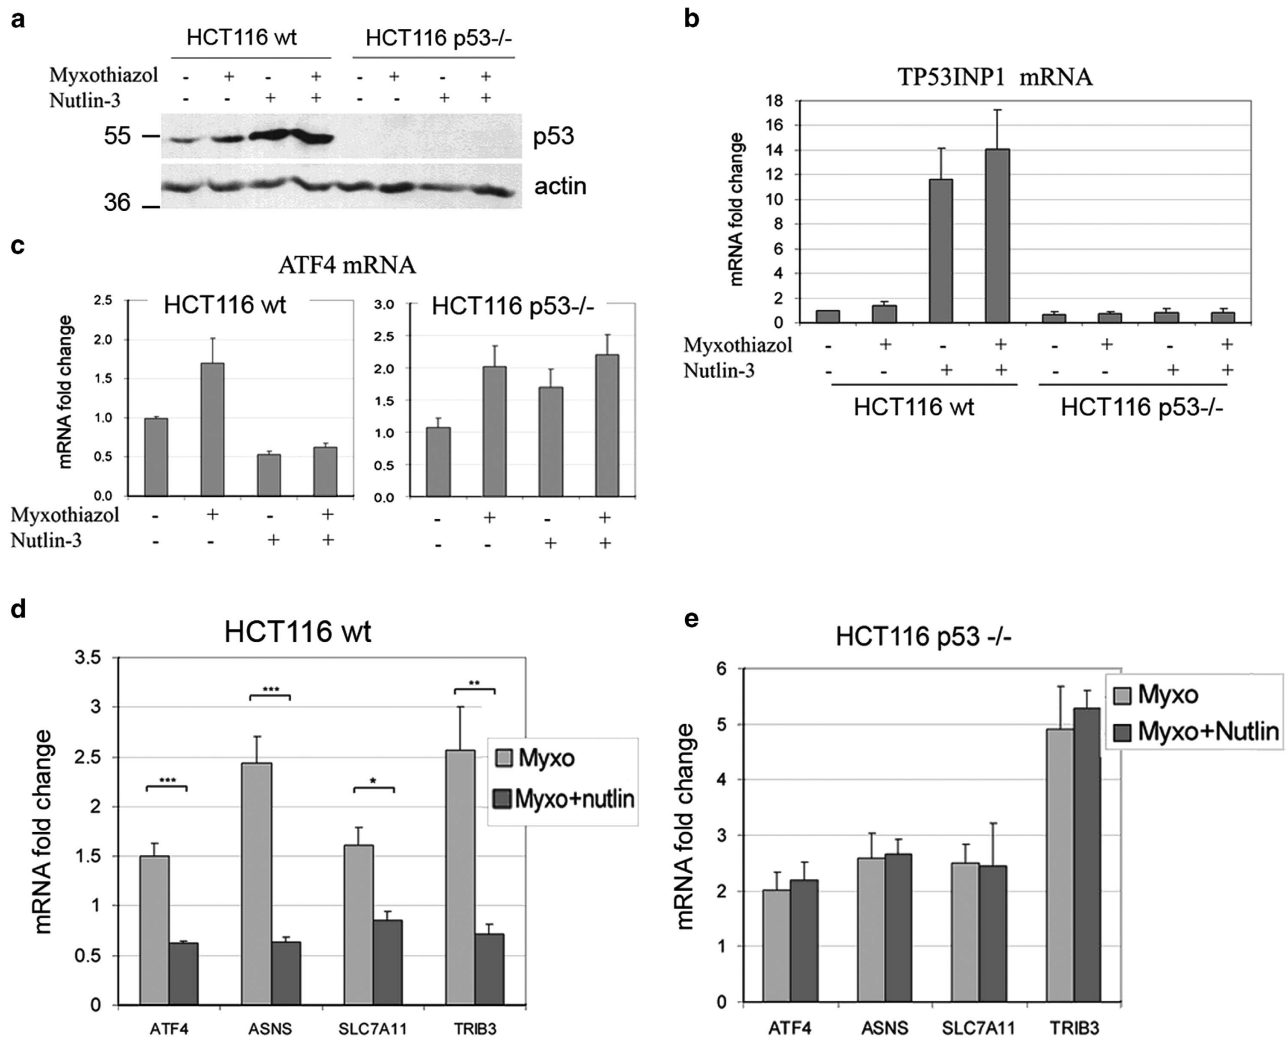 a
HCT116 wt HCT116 p53-/-
Myxothiazol - + - + - + - +
Nutlin-3 - - + + - - + +
55 p53
actin
36
b
TP53INP1 mRNA
mRNA fold change
18
16
14
12
10
8
6
4
2
0
Myxothiazol - + - + - + - +
Nutlin-3 - - + + - - + +
HCT116 wt HCT116 p53-/-
c
ATF4 mRNA
HCT116 wt
mRNA fold change
2.5
2.0
1.5
1.0
0.5
0.0
HCT116 p53-/-
3.0
2.5
2.0
1.5
1.0
0.5
0.0
Myxothiazol - + - + - + - +
Nutlin-3 - - + + - - + +
d
HCT116 wt
mRNA fold change
3.5
3
2.5
2
1.5
1
0.5
0
***
***
*
**
Myxo
Myxo+nutlin
ATF4 ASNS SLC7A11 TRIB3
e
HCT116 p53 -/-
mRNA fold change
6
5
4
3
2
1
0
Myxo
Myxo+Nutlin
ATF4 ASNS SLC7A11 TRIB3